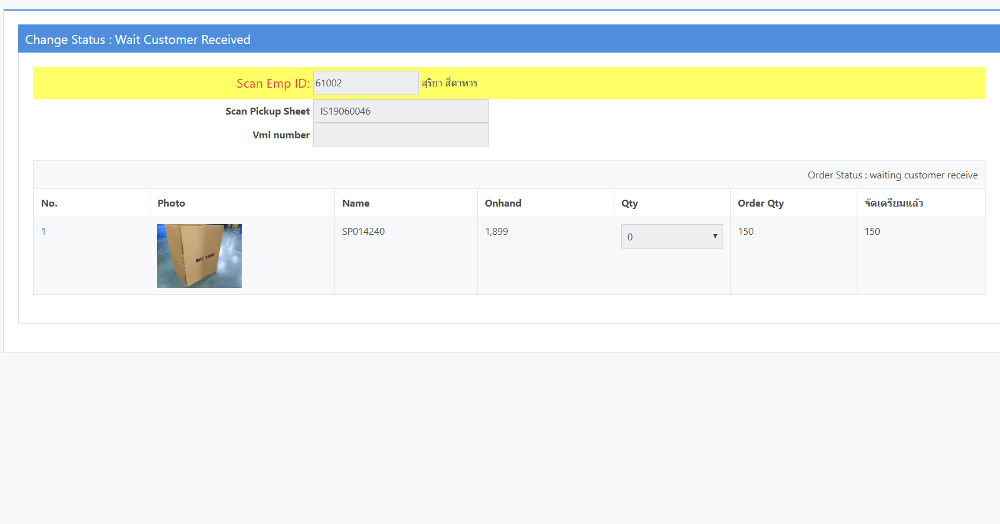 Change Status : Wait Customer Received
Scan Emp ID: 61002 สุริยา สีดาหาร
Scan Pickup Sheet IS19060046
Vmi number
Order Status : waiting customer receive
No. Photo Name Onhand Qty Order Qty จัดเตรียมแล้ว
1 SP014240 1,899 0 150 150
IMC 1000